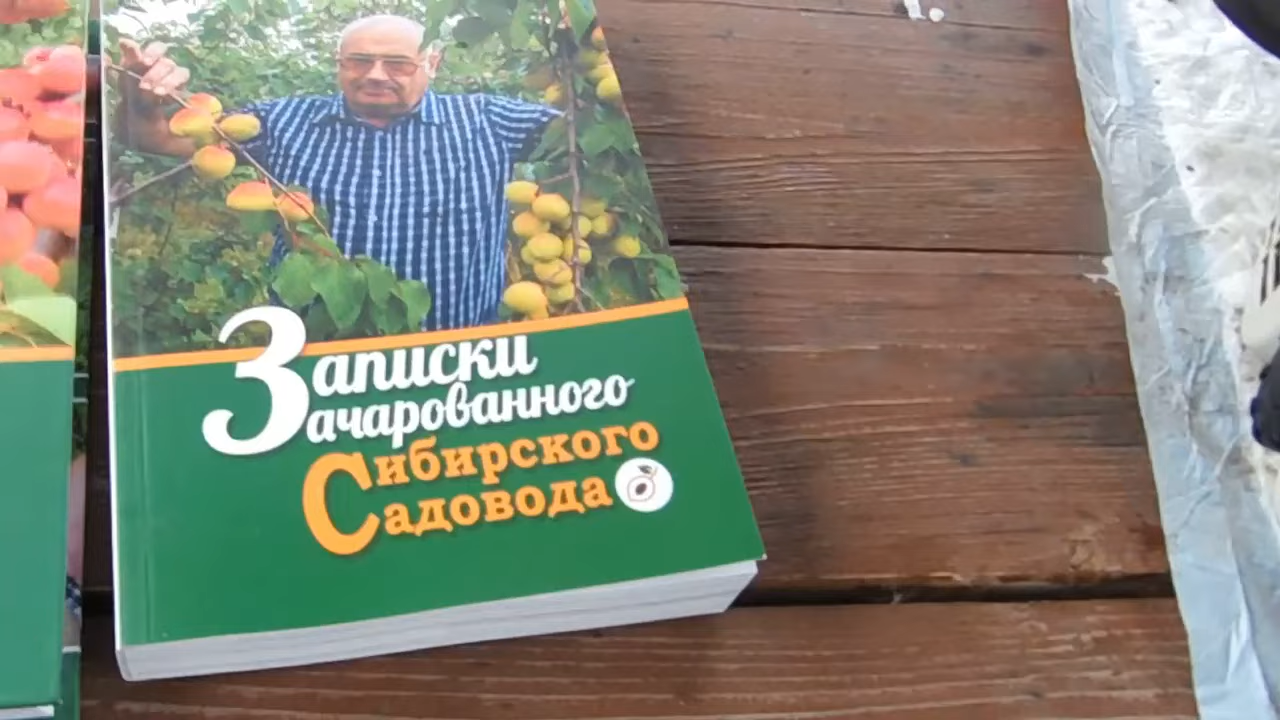 Записки
Зачарованного
Сибирского
Садовода